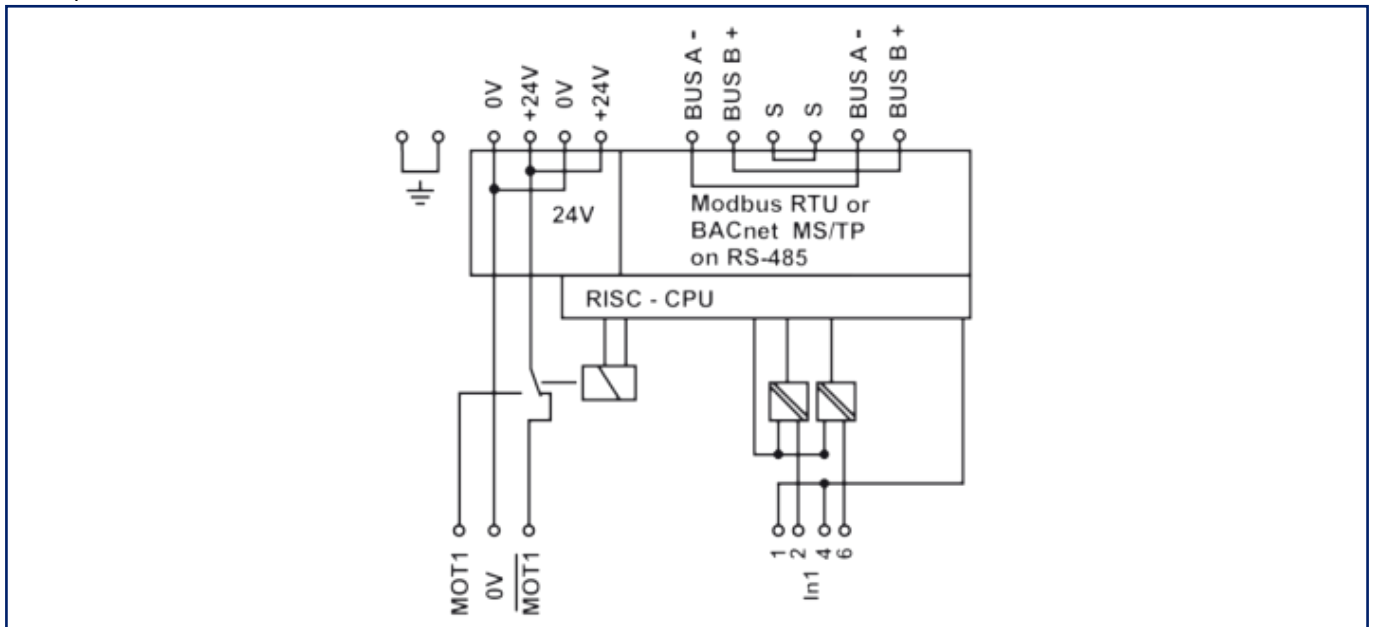 0V
+24V
0V
+24V
BUS A -
BUS B +
S
S
BUS A -
BUS B +
24V
Modbus RTU or
BACnet MS/TP
on RS-485
RISC - CPU
MOT1
0V
MOT1
1
2
4
6
In1